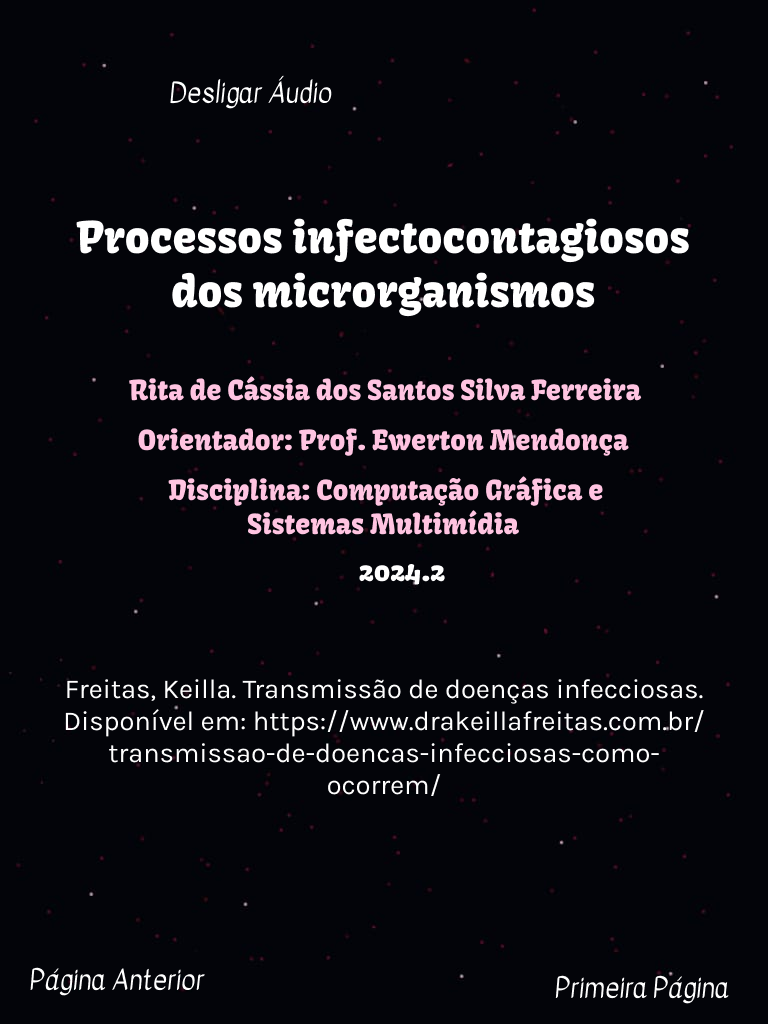 Desligar Áudio
Processos infectocontagiosos
dos microrganismos
Rita de Cássia dos Santos Silva Ferreira
Orientador: Prof. Ewerton Mendonça
Disciplina: Computação Gráfica e
Sistemas Multimídia
2024.2
Freitas, Keilla. Transmissão de doenças infecciosas.
Disponível em: https://www.drakeillafreitas.com.br/
transmissao-de-doencas-infecciosas-como-
ocorrem/
Página Anterior
Primeira Página